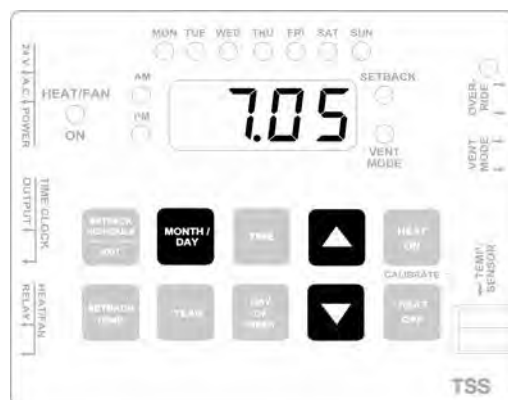 MON TUE WED THU FRI SAT SUN
24V A.C. POWER
HEAT/FAN
ON
AM
PM
7.05
SETBACK
VENT
MODE
OVER-
RIDE
VENT
MODE
TIME CLOCK
OUTPUT
SETBACK
SCHEDULE
MONTH /
DAY
TIME
HEAT
ON
CALIBRATE
TEMP.
SENSOR
HEAT/FAN
RELAY
SETBACK
TEMP.
YEAR
DAY
OF
WEEK
HEAT
OFF
TSS